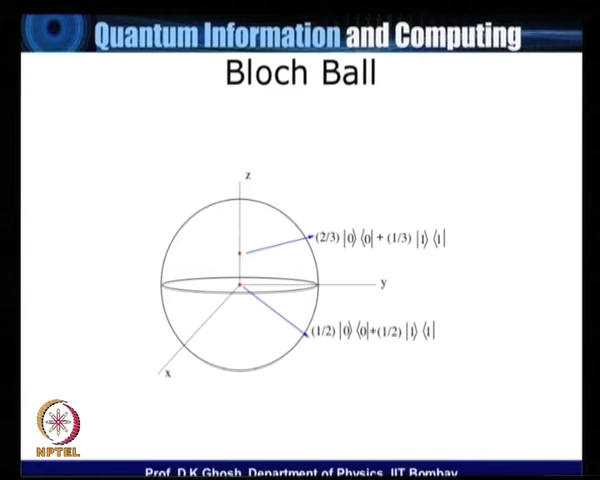 Quantum Information and Computing
Bloch Ball
z
(2/3) |0⟩ ⟨0| + (1/3) |1⟩ ⟨1|
y
(1/2) |0⟩ ⟨0|+(1/2) |1⟩ ⟨1|
x
NPTEL
Prof. D.K Ghosh, Department of Physics, IIT Bombay